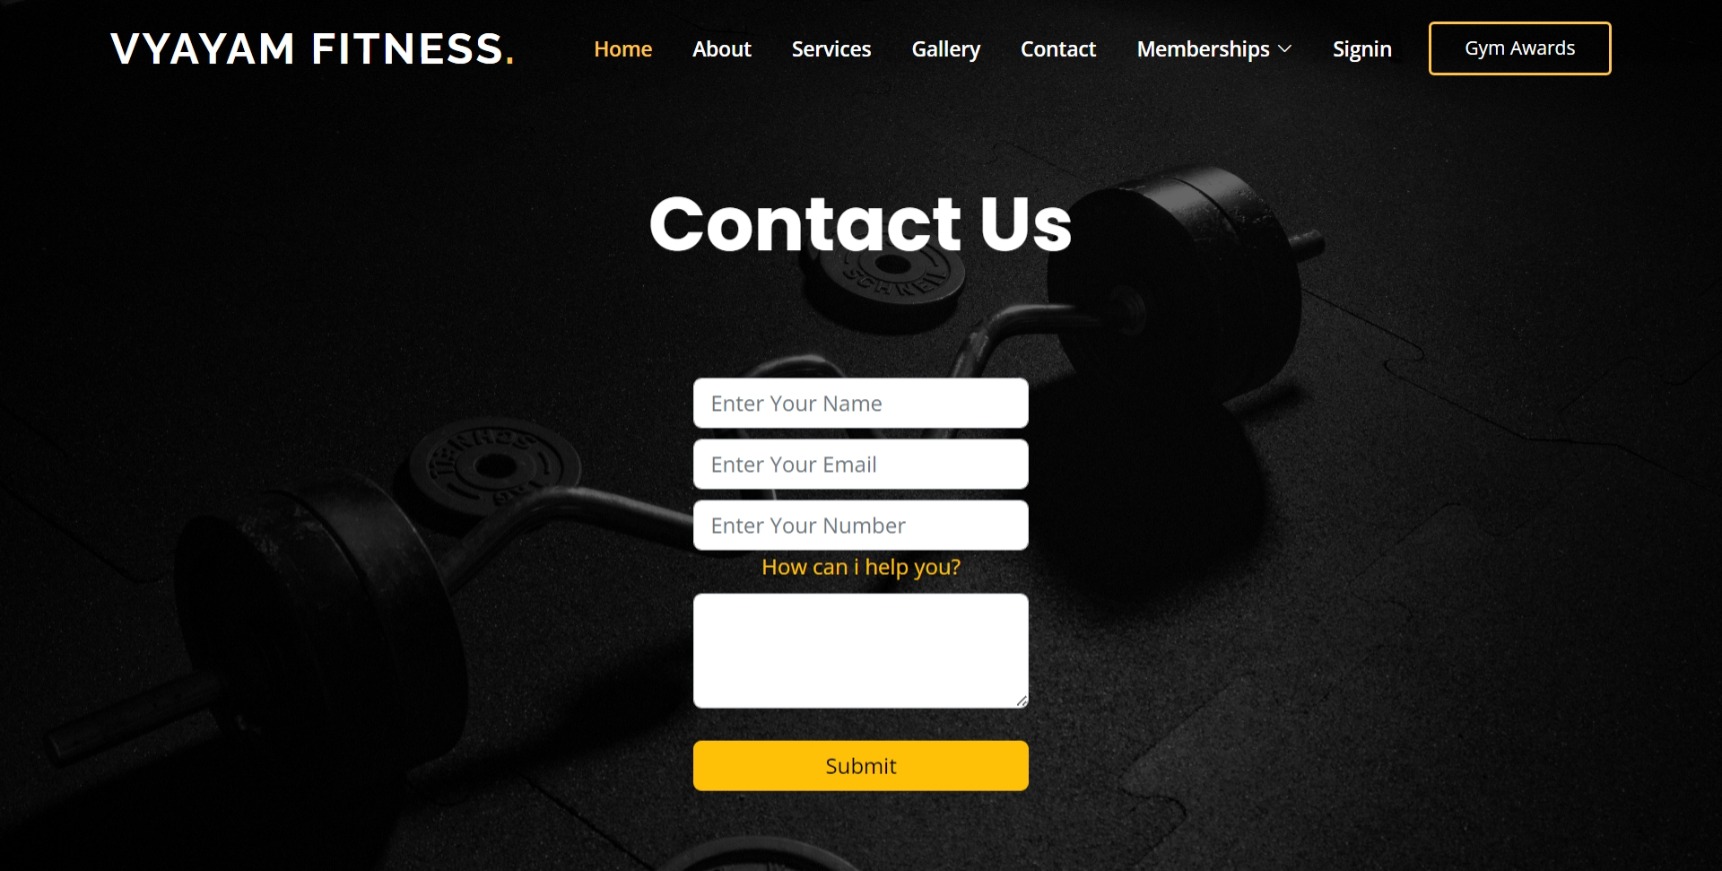 VYAYAM FITNESS.
Home About Services Gallery Contact Memberships Signin Gym Awards
Contact Us
SCHNELL
Enter Your Name
Enter Your Email
Enter Your Number
How can i help you?
Submit